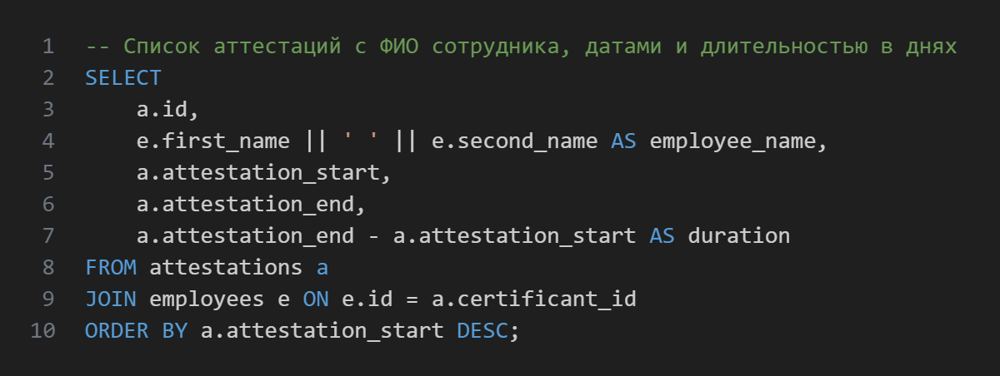 1 -- Список аттестаций с ФИО сотрудника, датами и длительностью в днях
2 SELECT
3     a.id,
4     e.first_name || ' ' || e.second_name AS employee_name,
5     a.attestation_start,
6     a.attestation_end,
7     a.attestation_end - a.attestation_start AS duration
8 FROM attestations a
9 JOIN employees e ON e.id = a.certificant_id
10 ORDER BY a.attestation_start DESC;